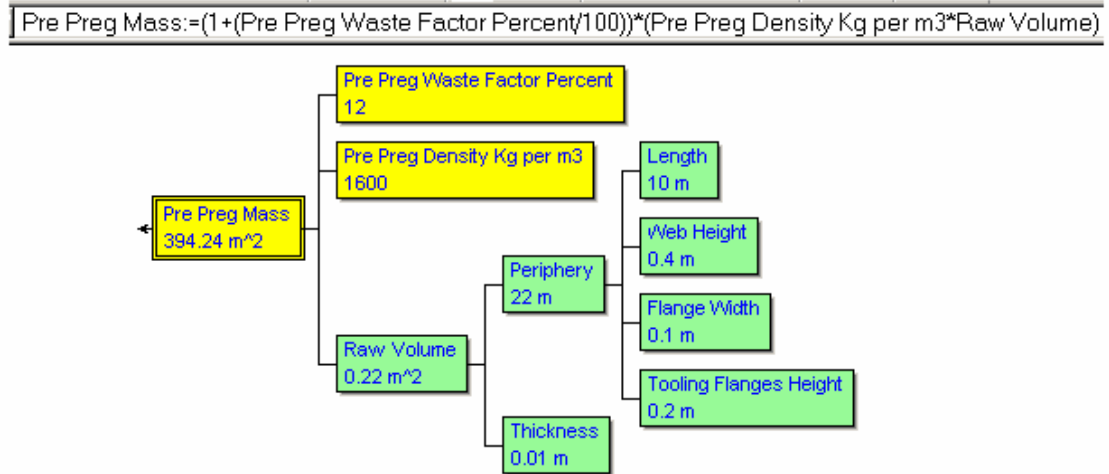 Pre Preg Mass:=(1+(Pre Preg Waste Factor Percent/100))*(Pre Preg Density Kg per m3*Raw Volume)
Pre Preg Waste Factor Percent
12
Pre Preg Density Kg per m3
1600
Length
10 m
Pre Preg Mass
394.24 m^2
Web Height
0.4 m
Periphery
22 m
Flange Width
0.1 m
Raw Volume
0.22 m^2
Tooling Flanges Height
0.2 m
Thickness
0.01 m